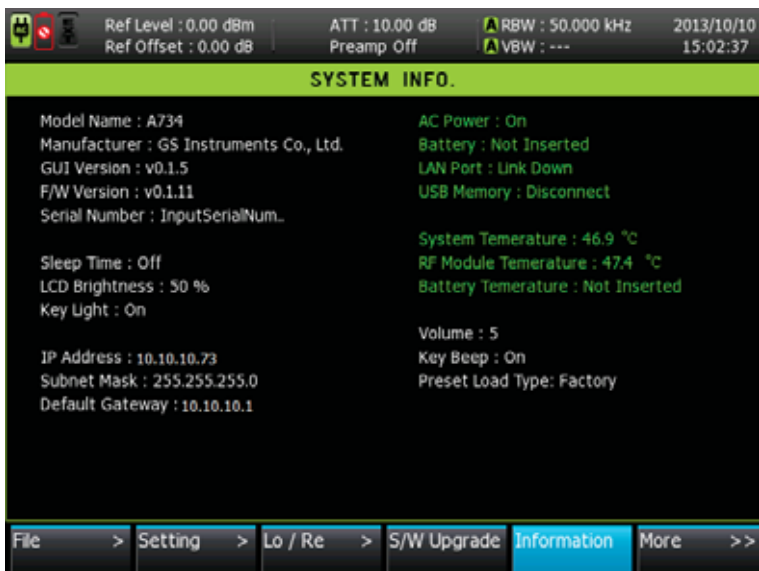 Ref Level : 0.00 dBm ATT : 10.00 dB A RBW : 50.000 kHz 2013/10/10
Ref Offset : 0.00 dB Preamp Off A VBW : --- 15:02:37
SYSTEM INFO.
Model Name : A734
Manufacturer : GS Instruments Co., Ltd.
GUI Version : v0.1.5
F/W Version : v0.1.11
Serial Number : InputSerialNum..
Sleep Time : Off
LCD Brightness : 50 %
Key Light : On
IP Address : 10.10.10.73
Subnet Mask : 255.255.255.0
Default Gateway : 10.10.10.1
AC Power : On
Battery : Not Inserted
LAN Port : Link Down
USB Memory : Disconnect
System Temerature : 46.9 °C
RF Module Temerature : 47.4 °C
Battery Temerature : Not Inserted
Volume : 5
Key Beep : On
Preset Load Type: Factory
File > Setting > Lo / Re > S/W Upgrade Information More >>